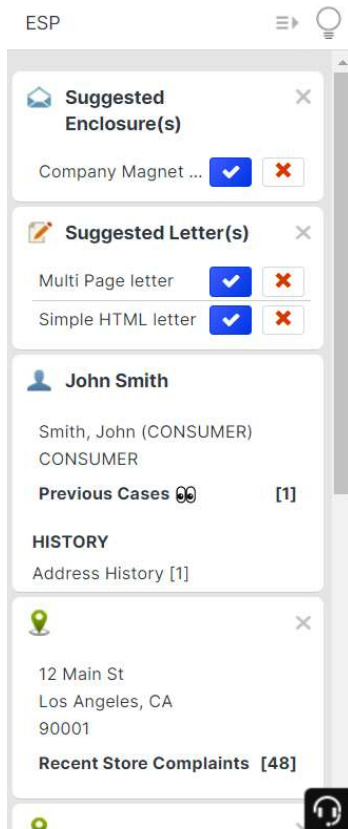 ESP
Suggested
Enclosure(s)
Company Magnet ...
Suggested Letter(s)
Multi Page letter
Simple HTML letter
John Smith
Smith, John (CONSUMER)
CONSUMER
Previous Cases [1]
HISTORY
Address History [1]
12 Main St
Los Angeles, CA
90001
Recent Store Complaints [48]